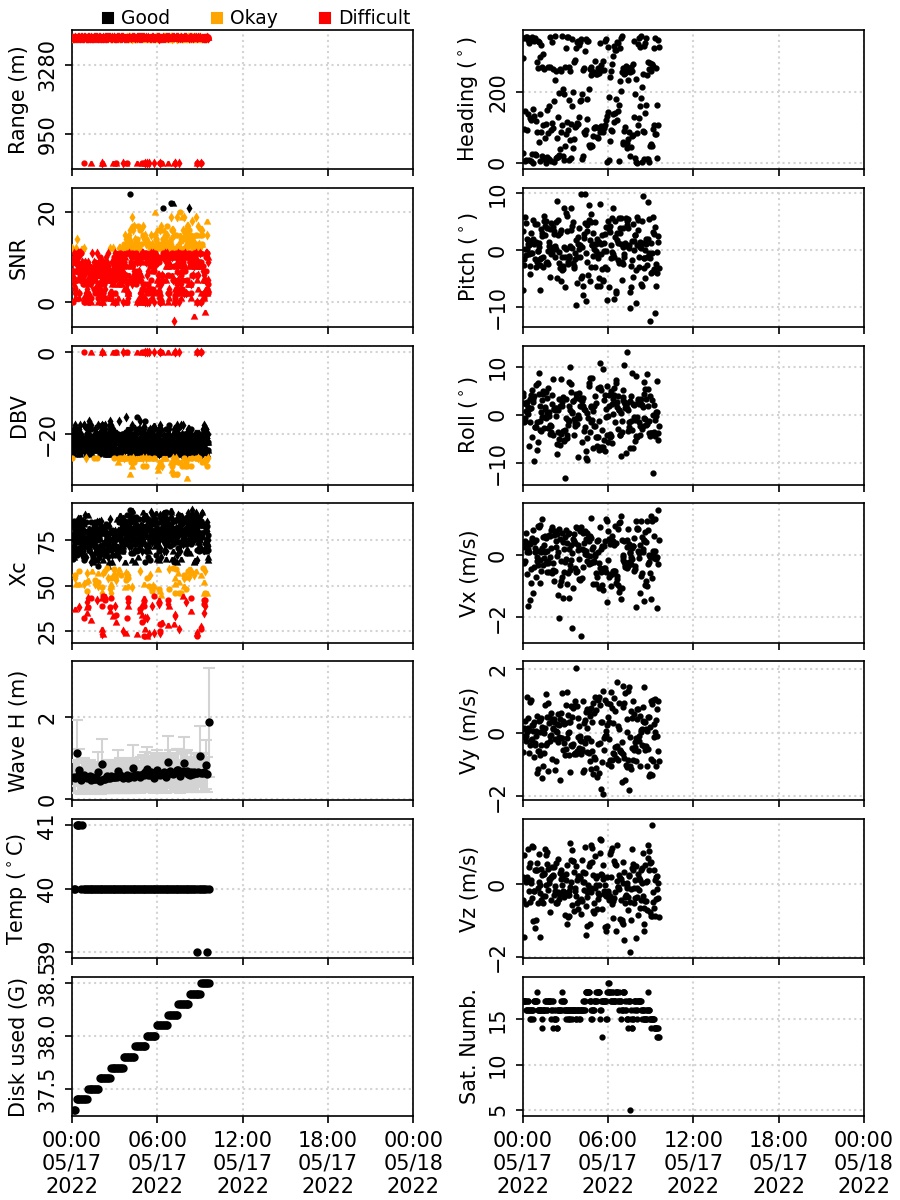 Good Okay Difficult
Range (m)
3280
950
Heading (°)
200
0
SNR
20
0
Pitch (°)
10
0
−10
DBV
0
−20
Roll (°)
10
0
−10
Xc
75
50
25
Vx (m/s)
0
−2
Wave H (m)
2
0
Vy (m/s)
2
0
−2
Temp (°C)
41
40
39
Vz (m/s)
0
−2
Disk used (G)
38.5
38.0
37.5
Sat. Numb.
15
10
5
00:00 06:00 12:00 18:00 00:00
05/17 05/17 05/17 05/17 05/18
2022 2022 2022 2022 2022
00:00 06:00 12:00 18:00 00:00
05/17 05/17 05/17 05/17 05/18
2022 2022 2022 2022 2022